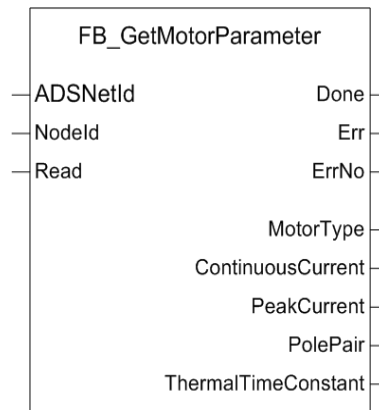 FB_GetMotorParameter
ADSNetId Done
NodeId Err
Read ErrNo
MotorType
ContinuousCurrent
PeakCurrent
PolePair
ThermalTimeConstant